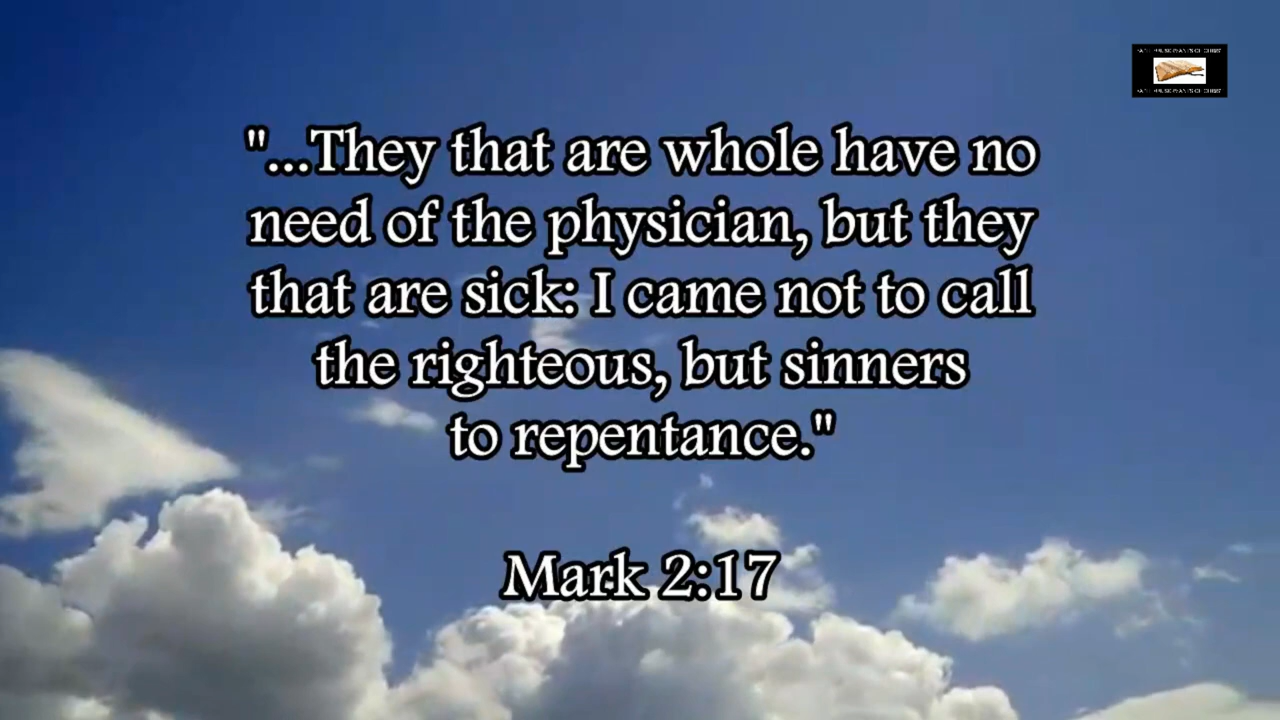 "...They that are whole have no
need of the physician, but they
that are sick: I came not to call
the righteous, but sinners
to repentance."
Mark 2:17